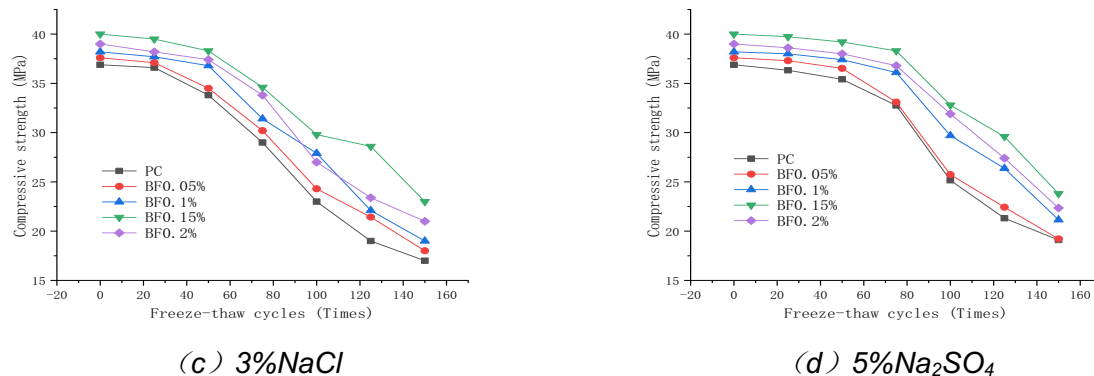 40
35
30
25
20
15
Compressive strength (MPa)
PC
BF0.05%
BF0.1%
BF0.15%
BF0.2%
-20 0 20 40 60 80 100 120 140 160
Freeze-thaw cycles (Times)
(c) 3%NaCl
40
35
30
25
20
15
Compressive strength (MPa)
PC
BF0.05%
BF0.1%
BF0.15%
BF0.2%
-20 0 20 40 60 80 100 120 140 160
Freeze-thaw cycles (Times)
(d) 5%Na₂SO₄